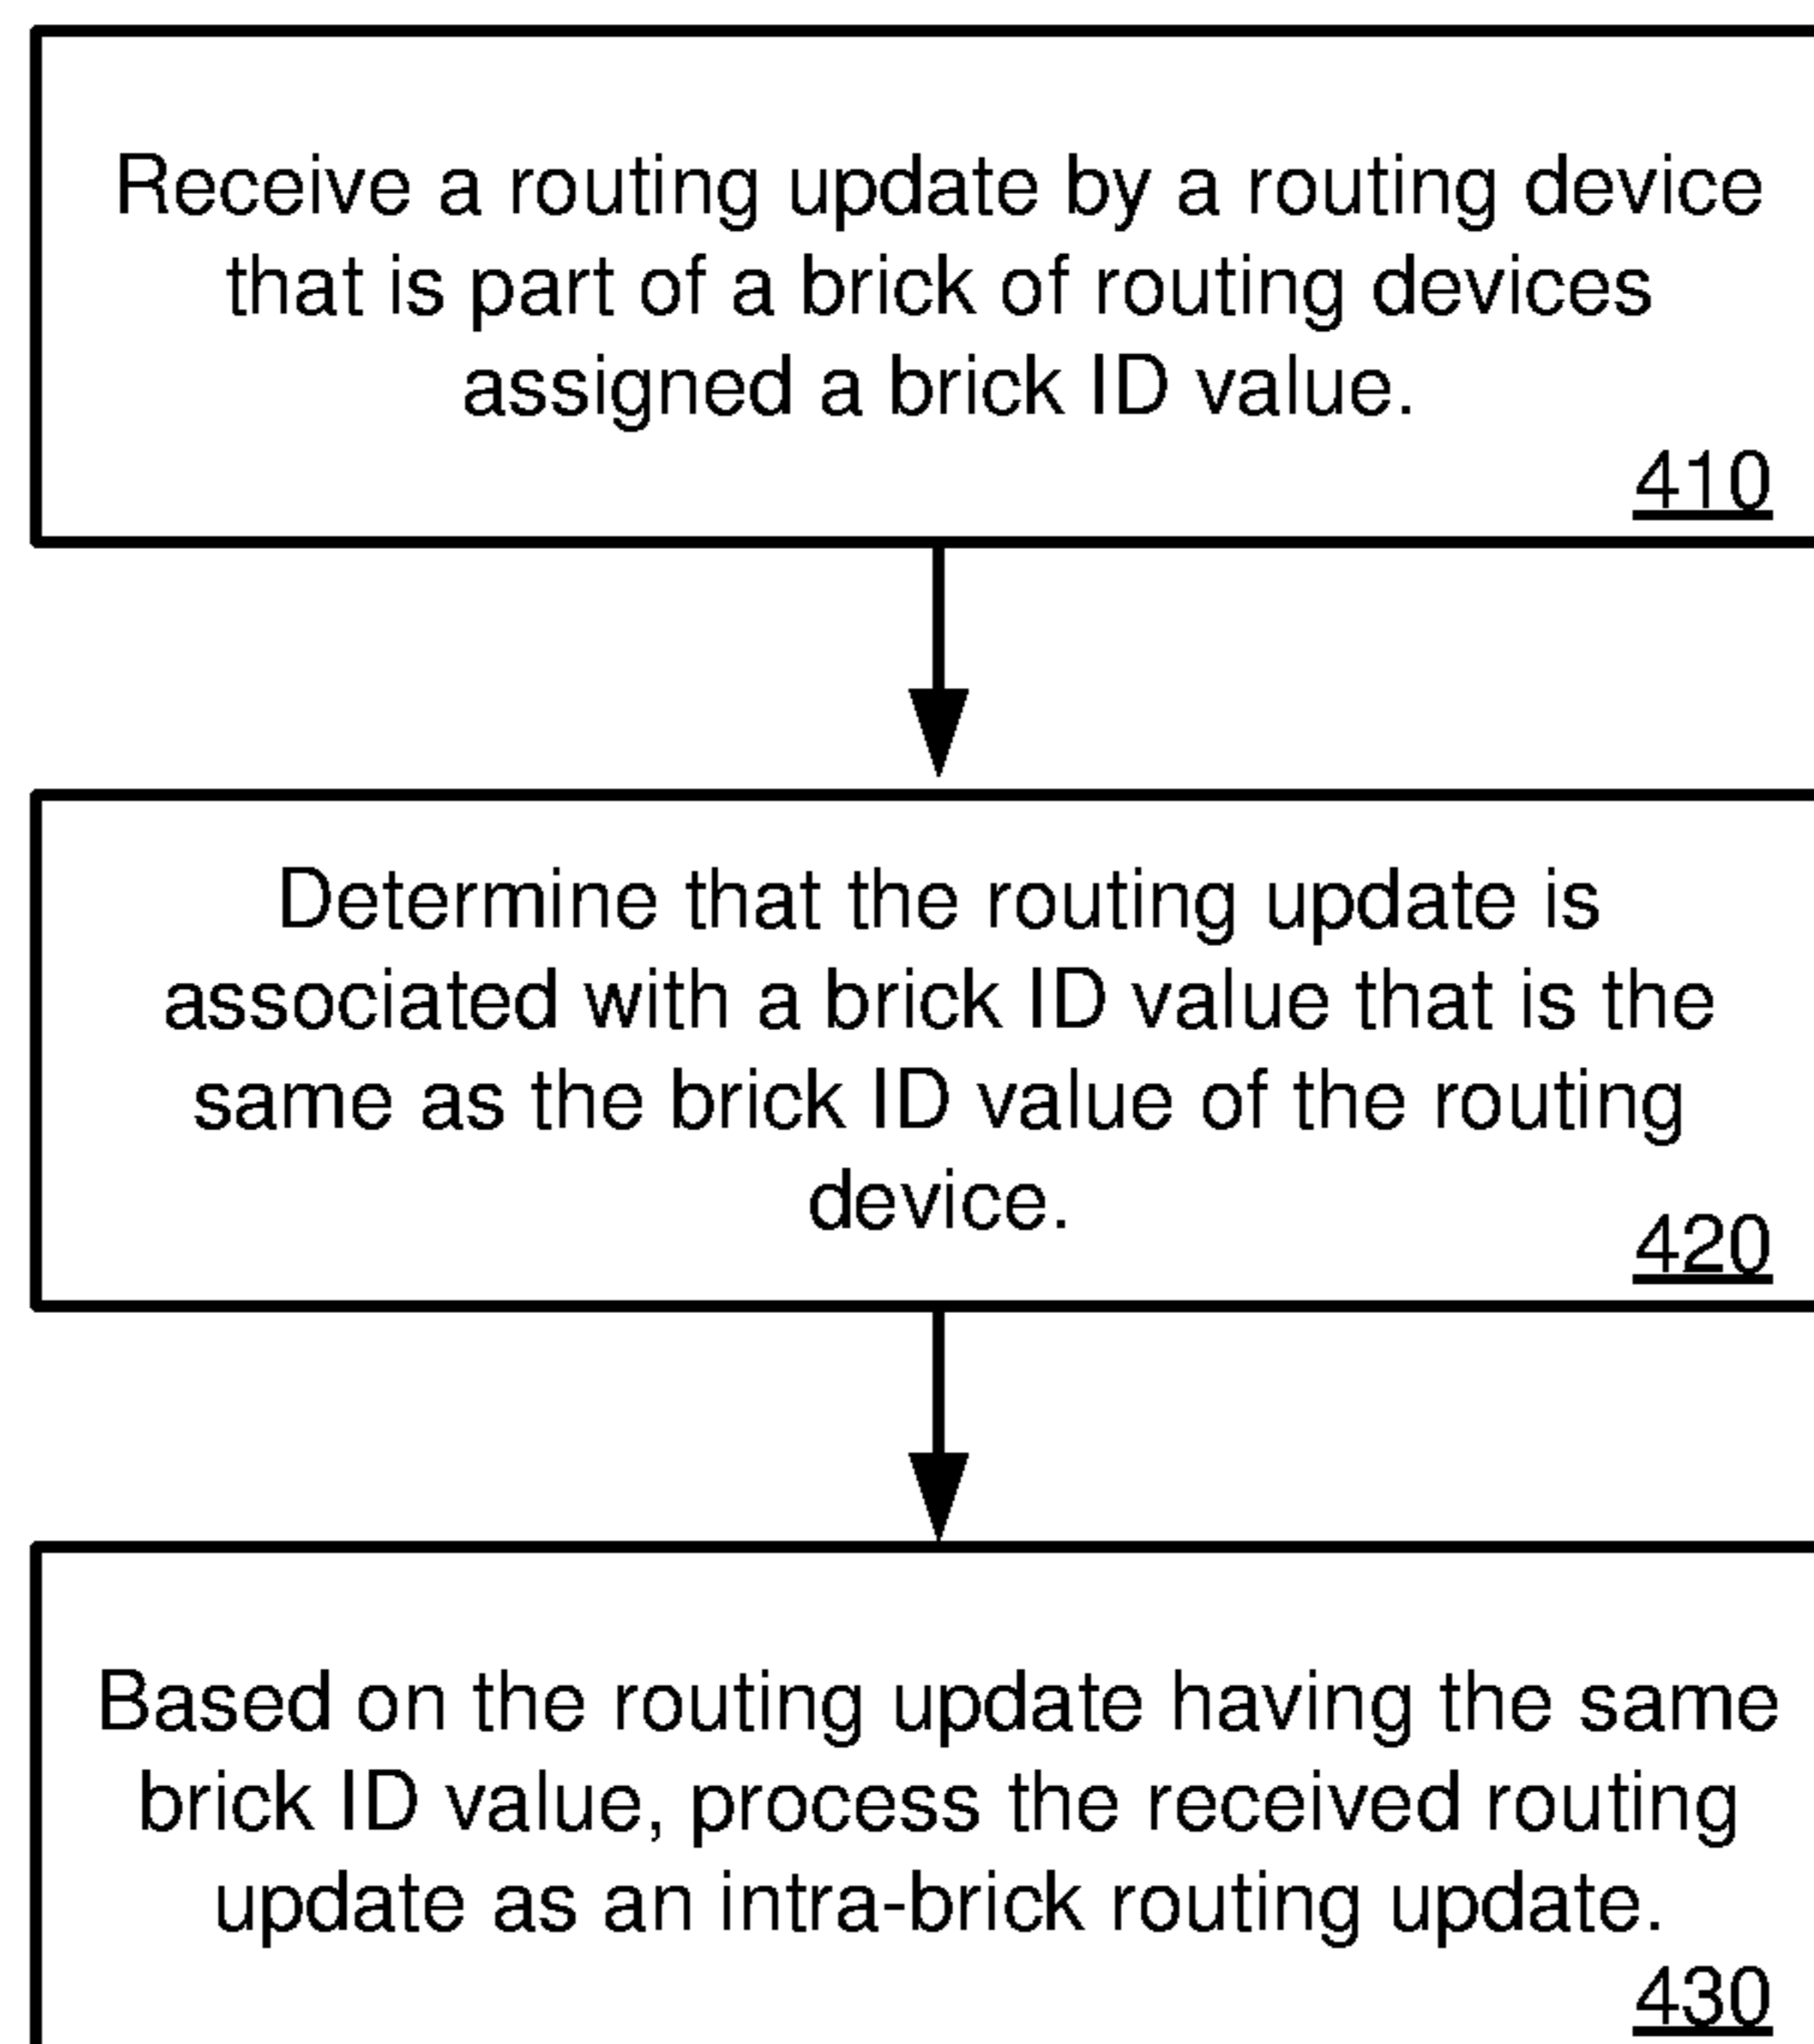 Receive a routing update by a routing device
that is part of a brick of routing devices
assigned a brick ID value.
410
Determine that the routing update is
associated with a brick ID value that is the
same as the brick ID value of the routing
device.
420
Based on the routing update having the same
brick ID value, process the received routing
update as an intra-brick routing update.
430